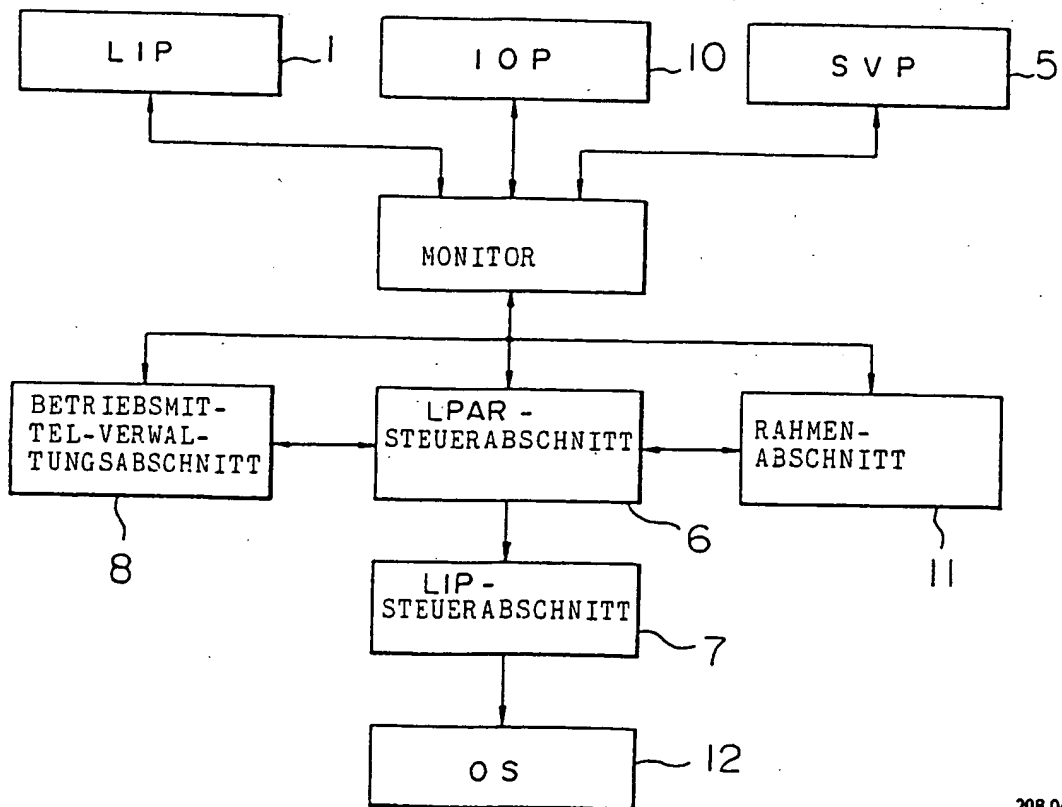 LIP
1
IOP
10
SVP
5
MONITOR
BETRIEBSMIT-
TEL-VERWAL-
TUNGSABSCHNITT
8
LPAR-
STEUERABSCHNITT
6
RAHMEN-
ABSCHNITT
11
LIP-
STEUERABSCHNITT
7
OS
12